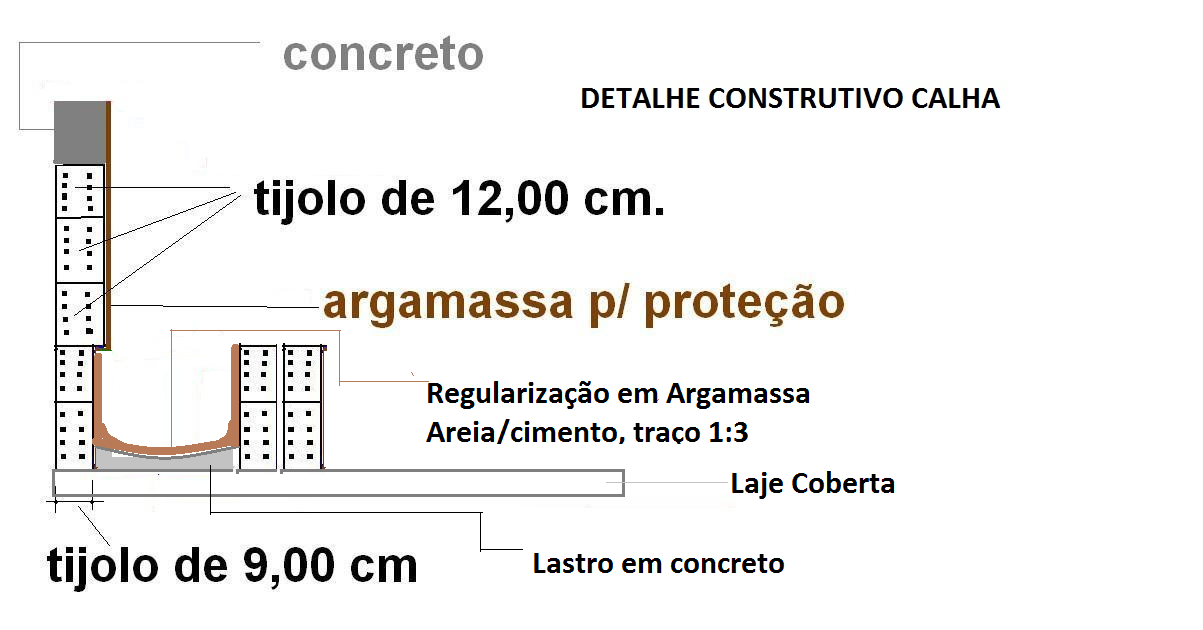 concreto
DETALHE CONSTRUTIVO CALHA
tijolo de 12,00 cm.
argamassa p/ proteção
Regularização em Argamassa
Areia/cimento, traço 1:3
Laje Coberta
tijolo de 9,00 cm
Lastro em concreto